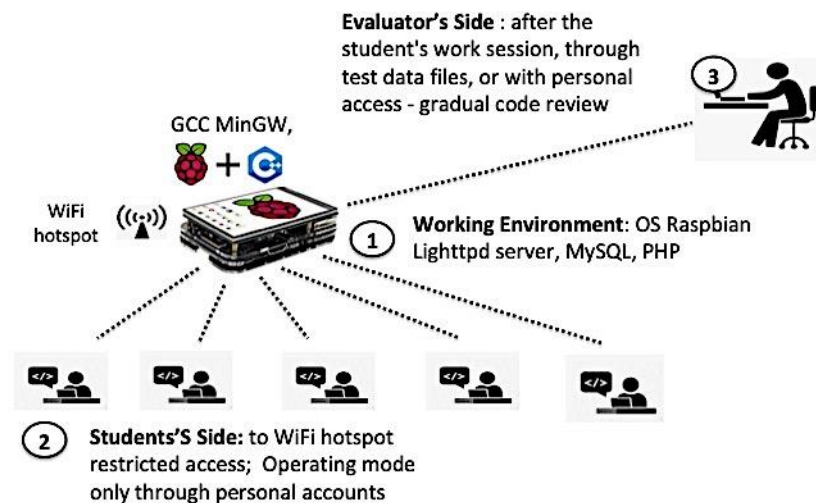 Evaluator's Side : after the
student's work session, through
test data files, or with personal
access - gradual code review
3
GCC MinGW,
+ C++
WiFi
hotspot
1
Working Environment: OS Raspbian
Lighttpd server, MySQL, PHP
</>
</>
</>
</>
</>
2
Students'S Side: to WiFi hotspot
restricted access; Operating mode
only through personal accounts